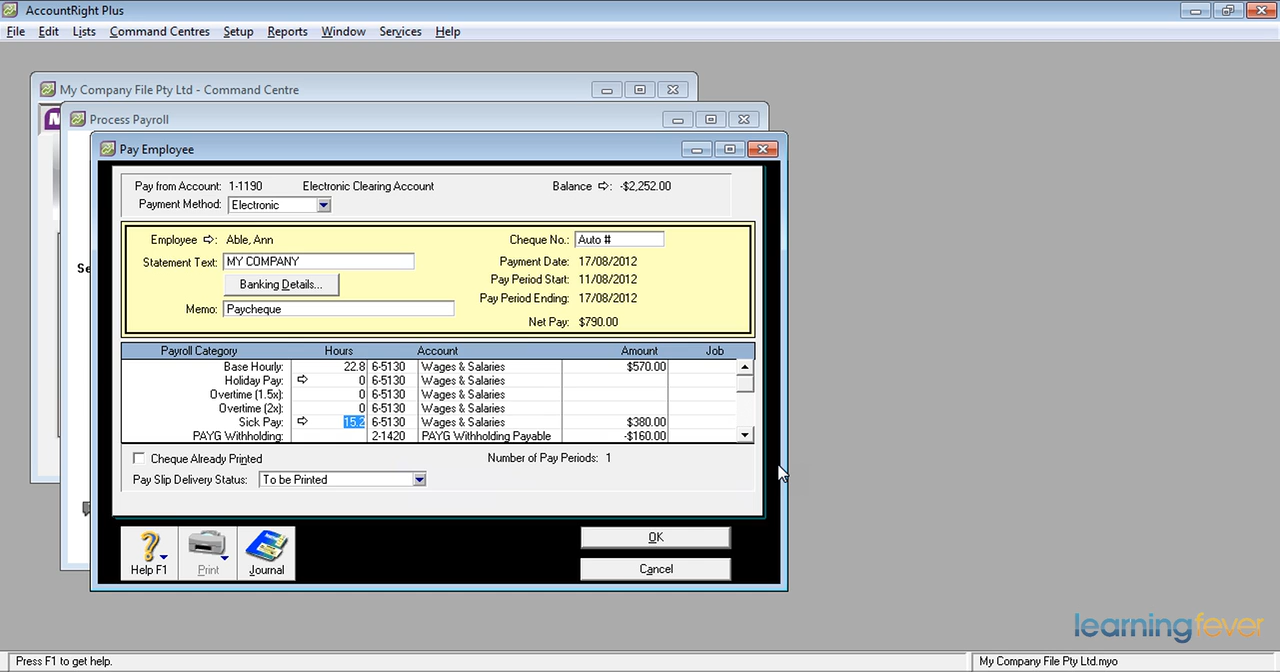 AccountRight Plus
File Edit Lists Command Centres Setup Reports Window Services Help
My Company File Pty Ltd - Command Centre
Process Payroll
Pay Employee
Pay from Account: 1-1190 Electronic Clearing Account Balance : -$2,252.00
Payment Method: Electronic
Employee : Able, Ann Cheque No.: Auto #
Statement Text: MY COMPANY Payment Date: 17/08/2012
Banking Details... Pay Period Start: 11/08/2012
Pay Period Ending: 17/08/2012
Memo: Paycheque
Net Pay: $790.00
Payroll Category Hours Account Amount Job
Base Hourly: 22.8 6-5130 Wages & Salaries $570.00
Holiday Pay: 0 6-5130 Wages & Salaries
Overtime (1.5x): 0 6-5130 Wages & Salaries
Overtime (2x): 0 6-5130 Wages & Salaries
Sick Pay: 15.2 6-5130 Wages & Salaries $380.00
PAYG Withholding: 2-1420 PAYG Withholding Payable -$160.00
Cheque Already Printed Number of Pay Periods: 1
Pay Slip Delivery Status: To be Printed
Help F1 Print Journal
OK
Cancel
learningfever
Press F1 to get help. My Company File Pty Ltd.myo